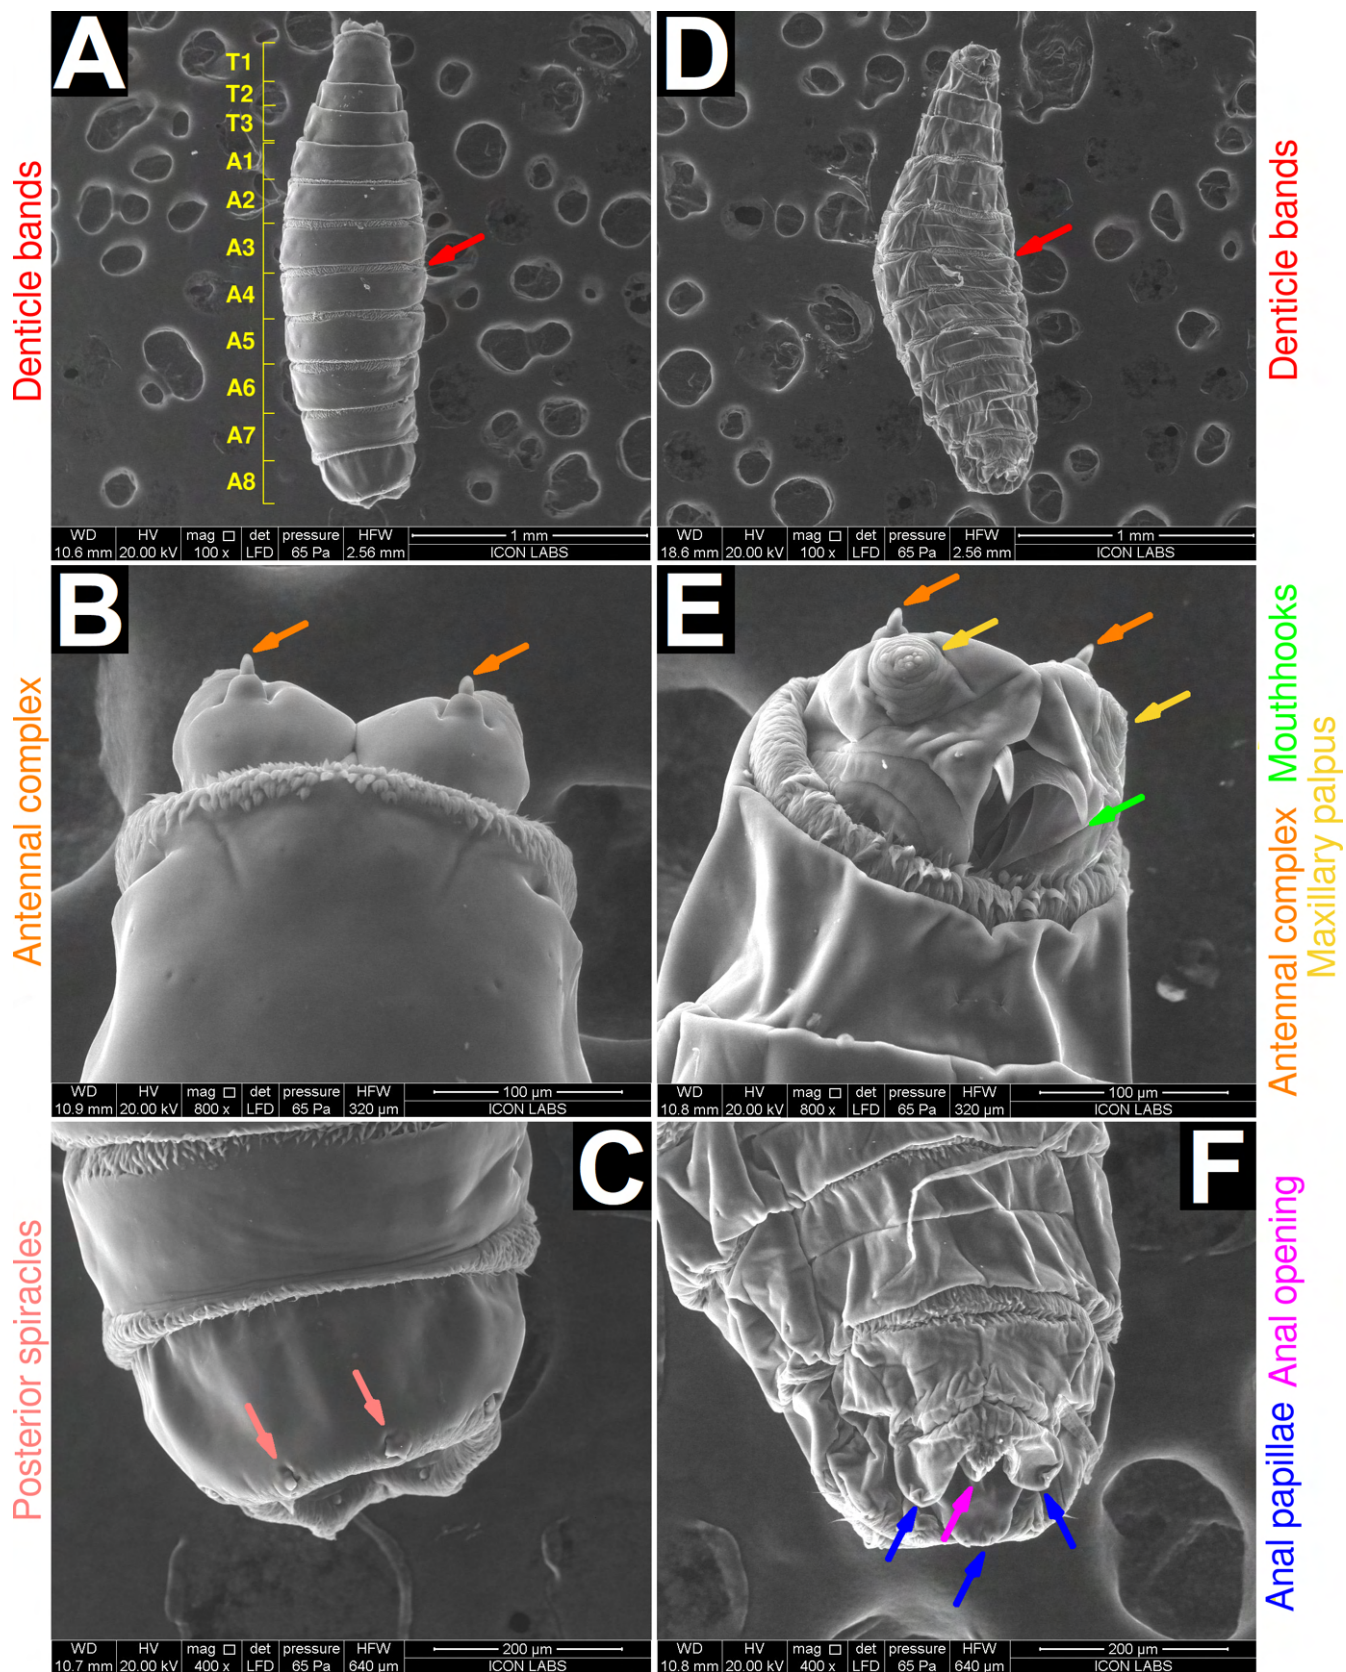 A
T1
T2
T3
A1
A2
A3
A4
A5
A6
A7
A8
Denticle bands
WD HV mag det pressure HFW 1 mm
10.6 mm 20.00 kV 100 x LFD 65 Pa 2.56 mm ICON LABS
D
Denticle bands
WD HV mag det pressure HFW 1 mm
18.6 mm 20.00 kV 100 x LFD 65 Pa 2.56 mm ICON LABS
B
Antennal complex
WD HV mag det pressure HFW 100 µm
10.9 mm 20.00 kV 800 x LFD 65 Pa 320 µm ICON LABS
E
Antennal complex Mouthhooks
Maxillary palpus
WD HV mag det pressure HFW 100 µm
10.8 mm 20.00 kV 800 x LFD 65 Pa 320 µm ICON LABS
C
Posterior spiracles
WD HV mag det pressure HFW 200 µm
10.7 mm 20.00 kV 400 x LFD 65 Pa 640 µm ICON LABS
F
Anal papillae Anal opening
WD HV mag det pressure HFW 200 µm
10.8 mm 20.00 kV 400 x LFD 65 Pa 640 µm ICON LABS